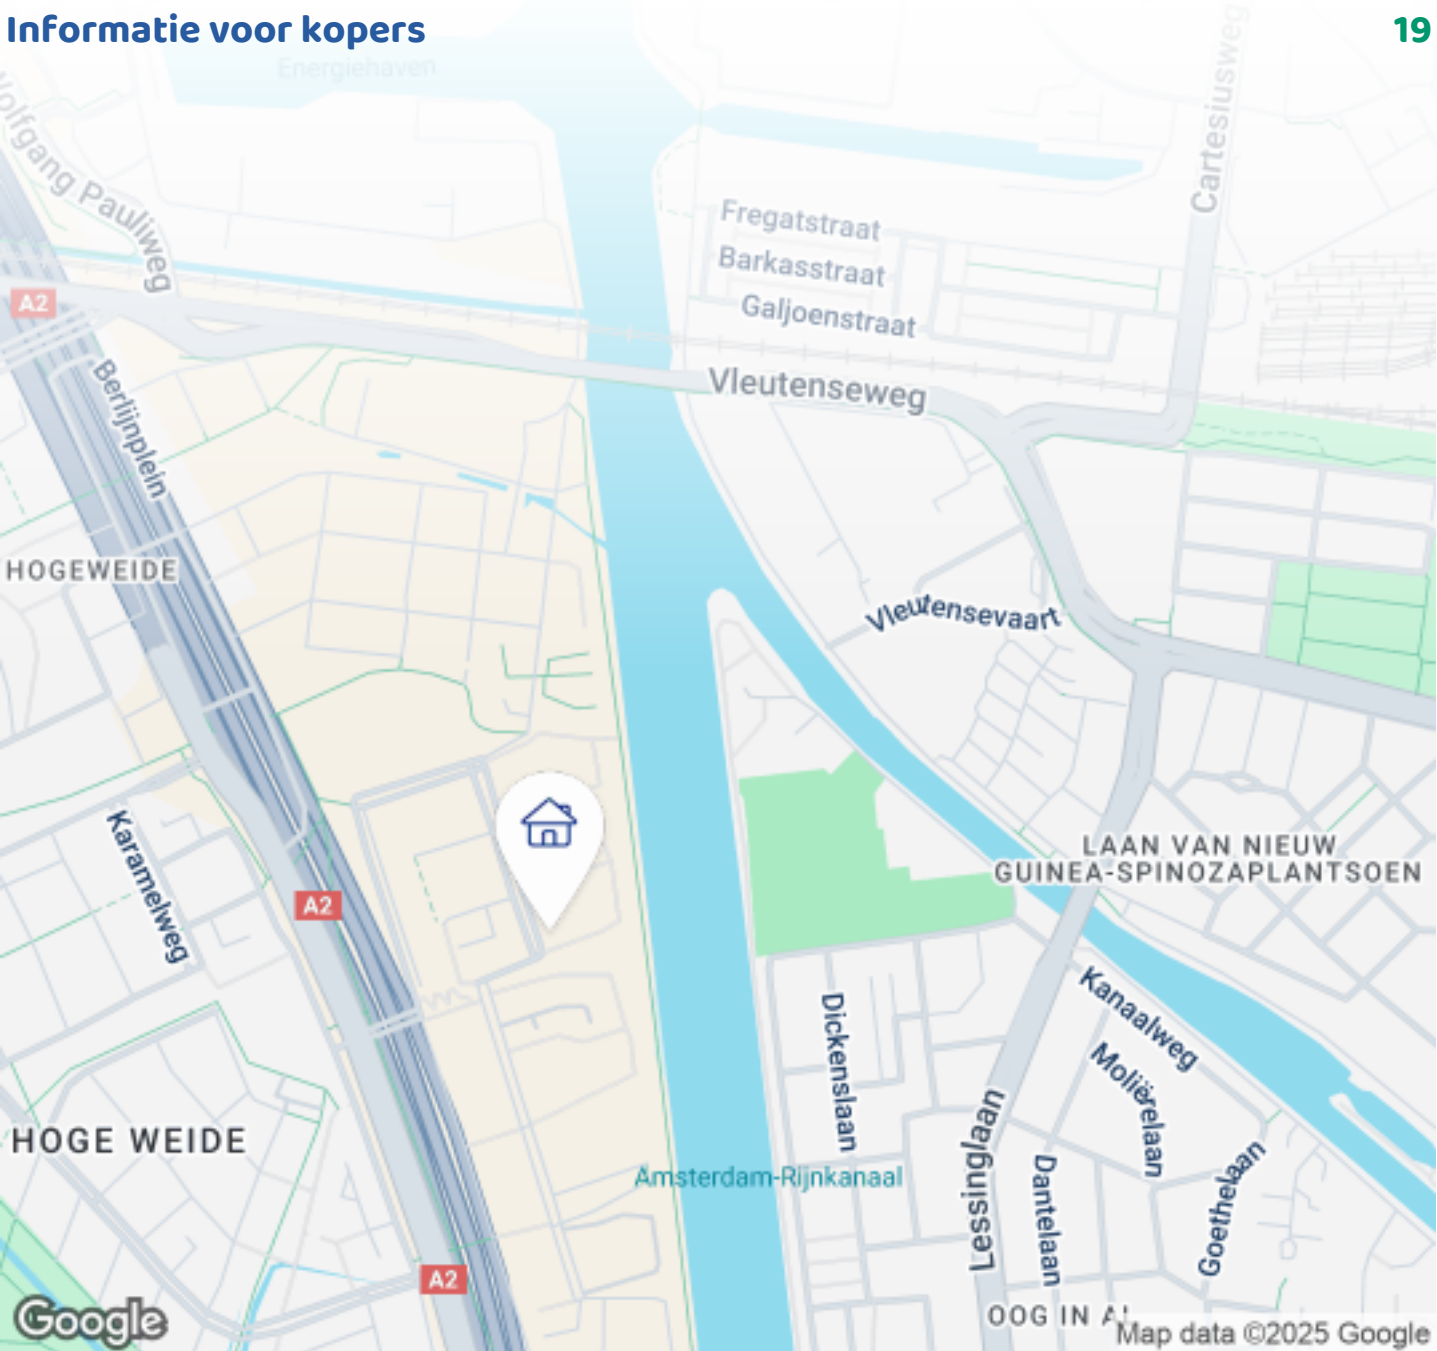 Informatie voor kopers
19
Energiehaven
Wolfgang Pauliweg
Cartesiusweg
Fregatstraat
Barkasstraat
Galjoenstraat
A2
Vleutenseweg
Berlijnplein
HOGEWEIDE
Vleutensevaart
Karamelweg
LAAN VAN NIEUW
GUINEA-SPINOZAPLANTSOEN
A2
Kanaalweg
Dickenslaan
Molièrelaan
HOGE WEIDE
Lessinglaan
Amsterdam-Rijnkanaal
Dantelaan
Goethelaan
A2
OOG IN A
Google
Map data ©2025 Google